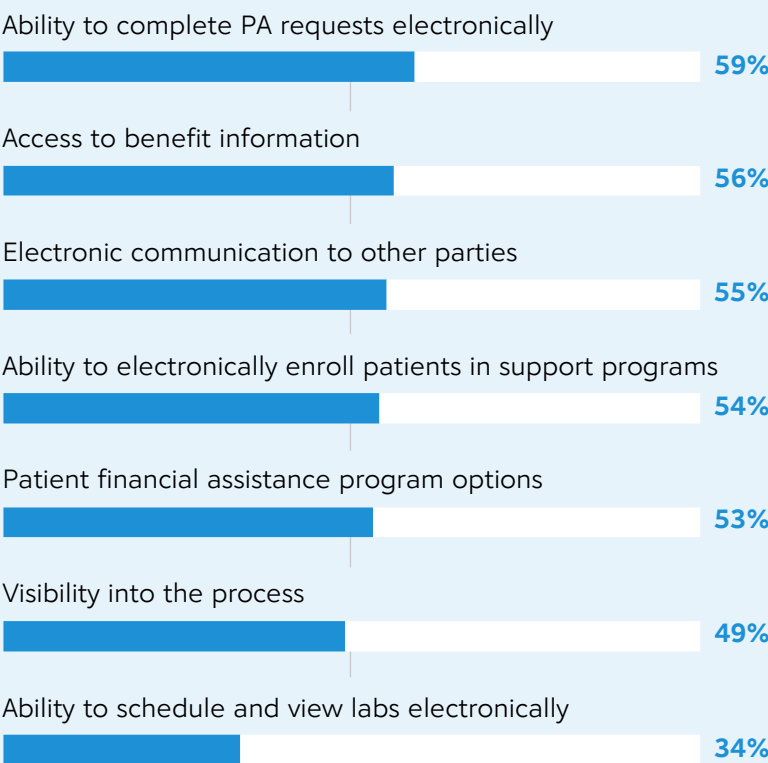 Ability to complete PA requests electronically
59%
Access to benefit information
56%
Electronic communication to other parties
55%
Ability to electronically enroll patients in support programs
54%
Patient financial assistance program options
53%
Visibility into the process
49%
Ability to schedule and view labs electronically
34%